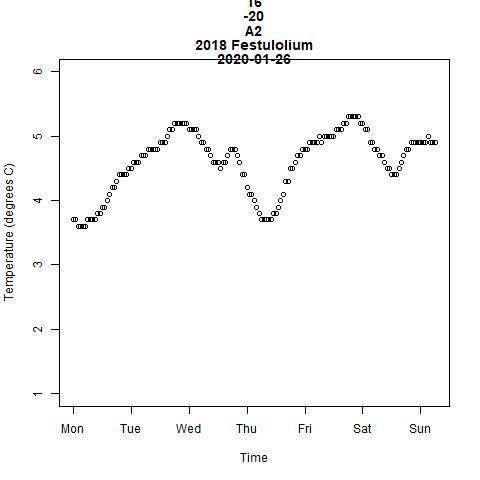 16
-20
A2
2018 Festulolium
2020-01-26
6
5
4
3
2
1
Temperature (degrees C)
Mon Tue Wed Thu Fri Sat Sun
Time